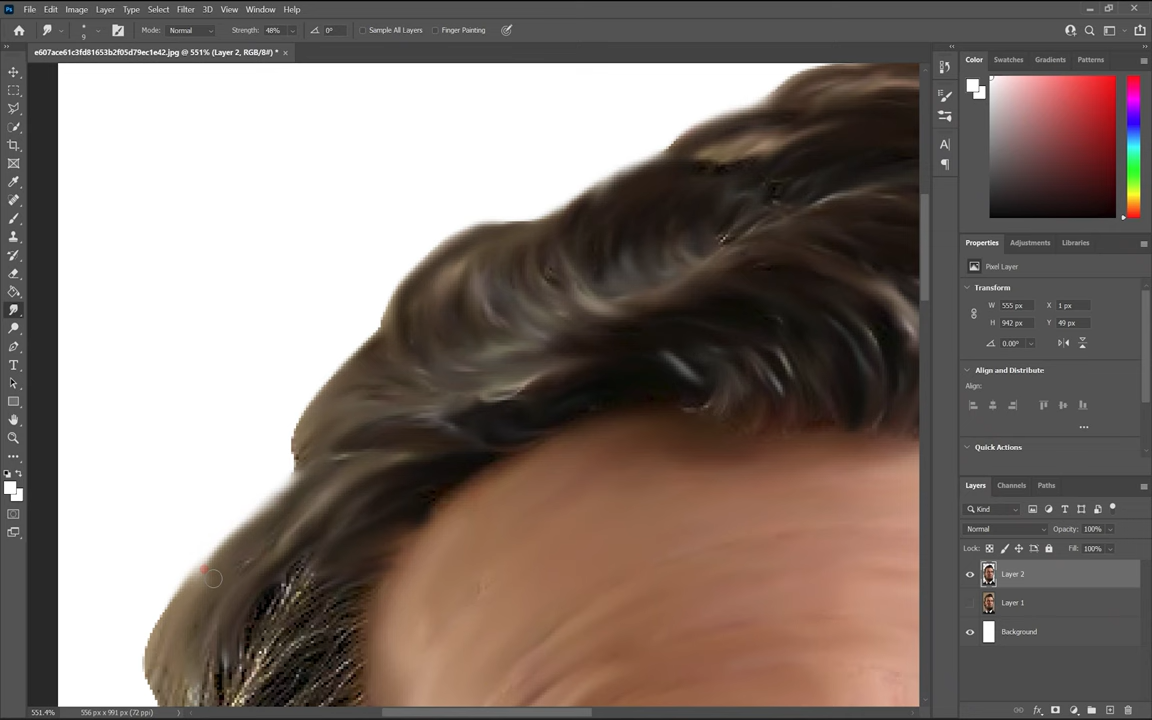 Ps File Edit Image Layer Type Select Filter 3D View Window Help
9 Mode: Normal Strength: 48% 0° Sample All Layers Finger Painting
e607ace61c3fd81653b2f05d79ec1e42.jpg @ 551% (Layer 2, RGB/8#) * ×
Color Swatches Gradients Patterns
Properties Adjustments Libraries
Pixel Layer
Transform
W 555 px X 1 px
H 942 px Y 49 px
0.00°
Align and Distribute
Align:
Quick Actions
Layers Channels Paths
Kind
Normal Opacity: 100%
Lock: Fill: 100%
Layer 2
Layer 1
Background
551.4% 556 px x 991 px (72 ppi)